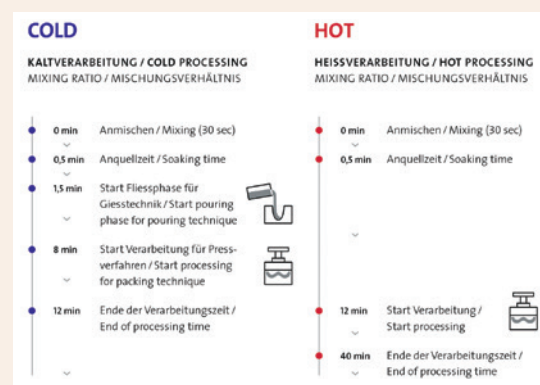 COLD
KALTVERARBEITUNG / COLD PROCESSING
MIXING RATIO / MISCHUNGSVERHÄLTNIS
0 min Anmischen / Mixing (30 sec)
0,5 min Anquellzeit / Soaking time
1,5 min Start Fliessphase für
Giesstechnik / Start pouring
phase for pouring technique
8 min Start Verarbeitung für Press-
verfahren / Start processing
for packing technique
12 min Ende der Verarbeitungszeit /
End of processing time
HOT
HEISSVERARBEITUNG / HOT PROCESSING
MIXING RATIO / MISCHUNGSVERHÄLTNIS
0 min Anmischen / Mixing (30 sec)
0,5 min Anquellzeit / Soaking time
12 min Start Verarbeitung /
Start processing
40 min Ende der Verarbeitungszeit /
End of processing time